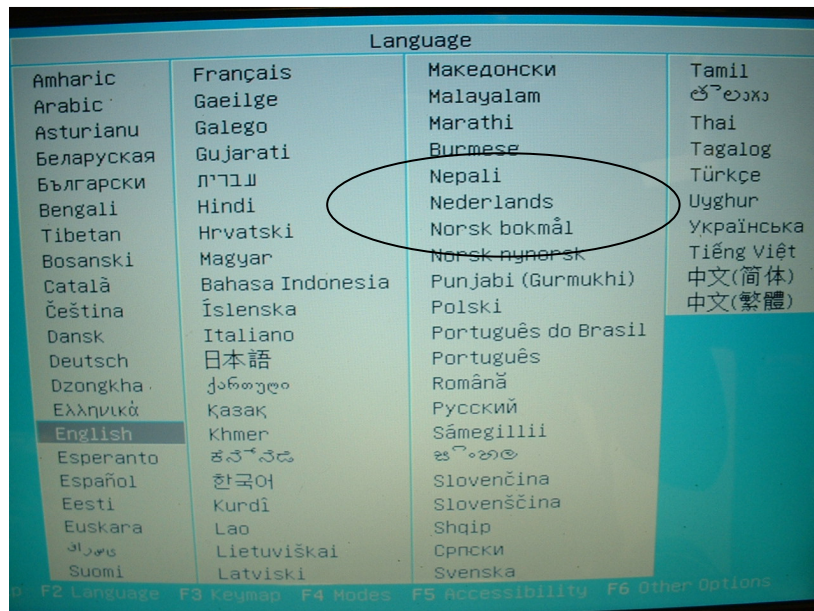 Language
Amharic
Arabic
Asturianu
Беларуская
Български
Bengali
Tibetan
Bosanski
Català
Čeština
Dansk
Deutsch
Dzongkha
Ελληνικά
English
Esperanto
Español
Eesti
Euskara
Suomi
Français
Gaeilge
Galego
Gujarati
עברית
Hindi
Hrvatski
Magyar
Bahasa Indonesia
Íslenska
Italiano
日本語
ქართული
Қазақ
Khmer
한국어
Kurdî
Lao
Lietuviškai
Latviski
Македонски
Malayalam
Marathi
Burmese
Nepali
Nederlands
Norsk bokmål
Norsk nynorsk
Punjabi (Gurmukhi)
Polski
Português do Brasil
Português
Română
Русский
Sámegillii
Slovenčina
Slovenščina
Shqip
Српски
Svenska
Tamil
Thai
Tagalog
Türkçe
Uyghur
Українська
Tiếng Việt
中文(简体)
中文(繁體)
F2 Language F3 Keymap F4 Modes F5 Accessibility F6 Other Options